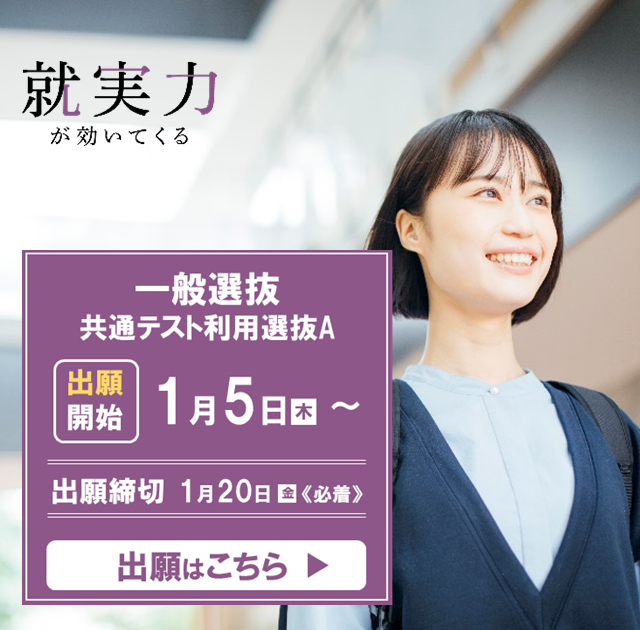 就実力
が効いてくる
一般選抜
共通テスト利用選抜A
出願
開始
1月5日木 ～
出願締切 1月20日金《必着》
出願はこちら ▶